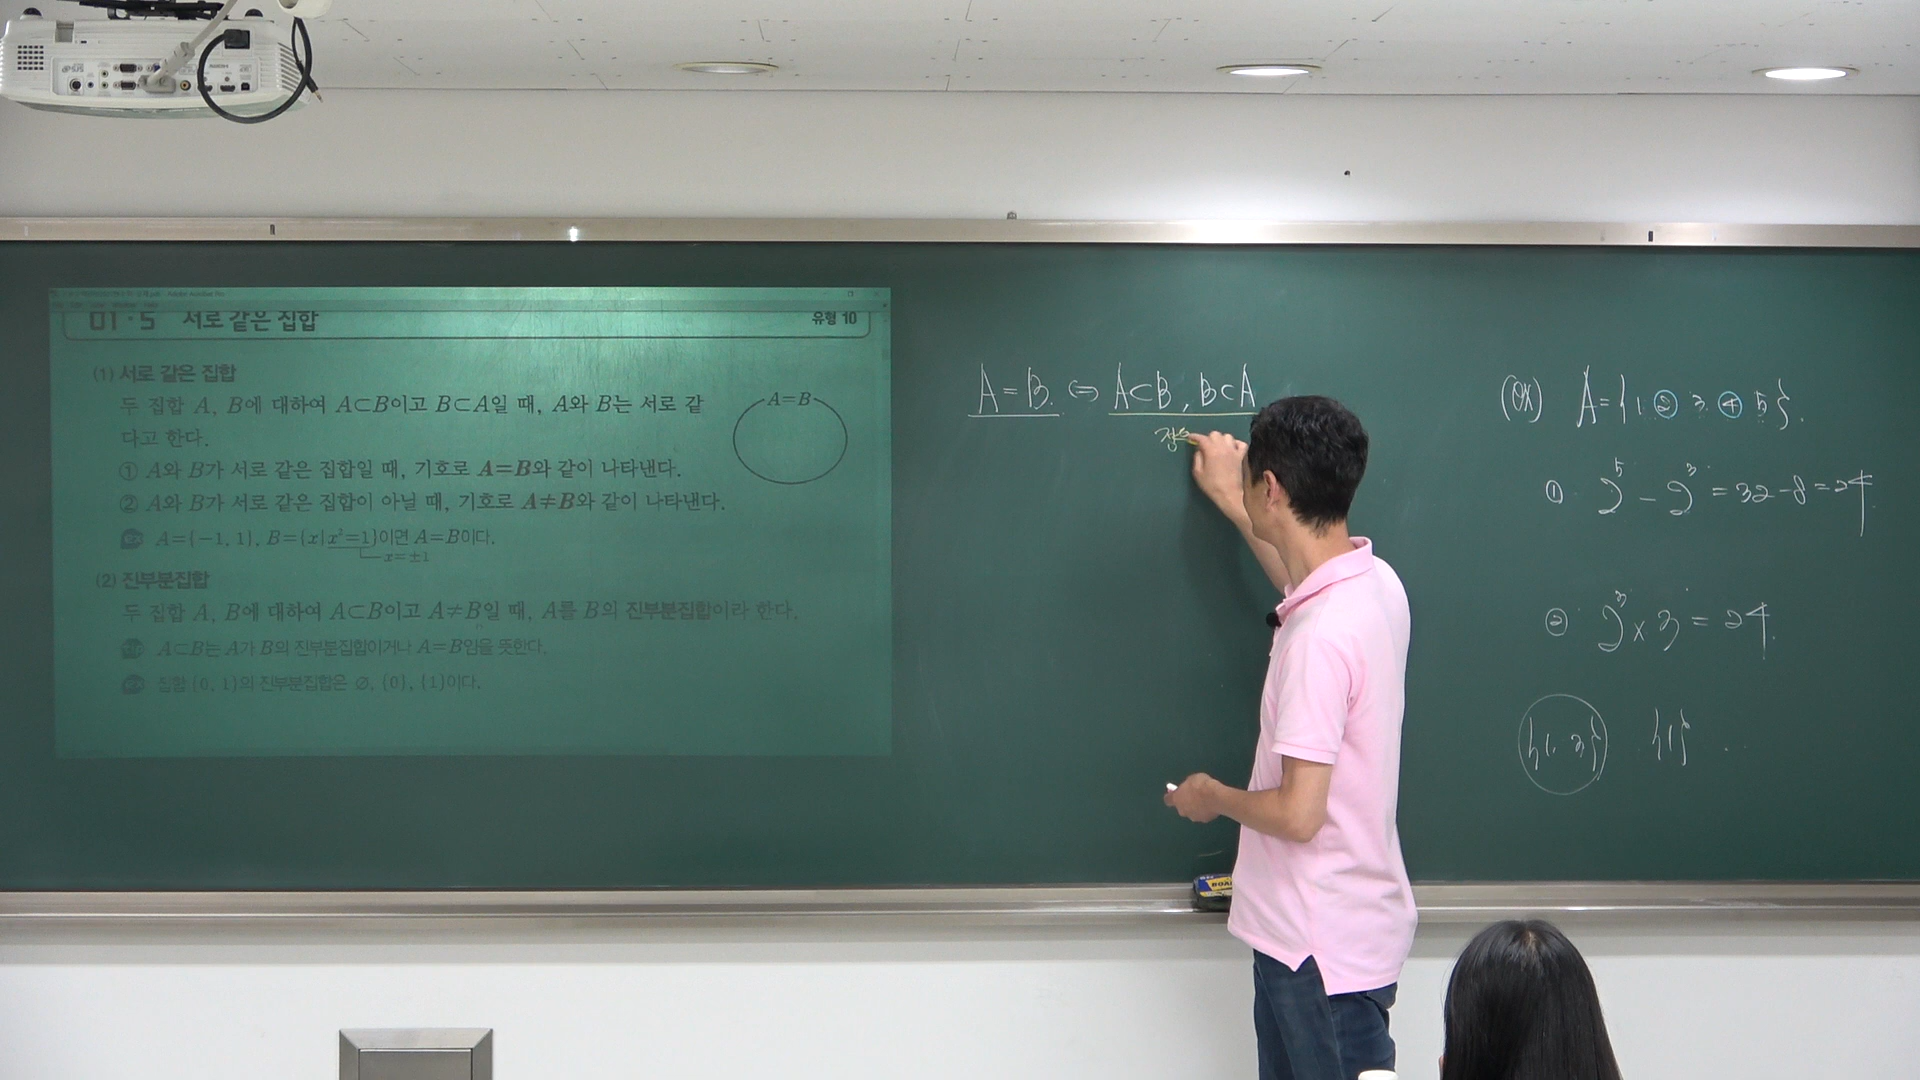 01·5 서로 같은 집합
유형 10
(1) 서로 같은 집합
두 집합 A, B에 대하여 A⊂B이고 B⊂A일 때, A와 B는 서로 같
다고 한다.
① A와 B가 서로 같은 집합일 때, 기호로 A=B와 같이 나타낸다.
② A와 B가 서로 같은 집합이 아닐 때, 기호로 A≠B와 같이 나타낸다.
A=B
A={-1, 1}, B={x|x²=1}이면 A=B이다.
x=±1
(2) 진부분집합
두 집합 A, B에 대하여 A⊂B이고 A≠B일 때, A를 B의 진부분집합이라 한다.
A⊂B는 A가 B의 진부분집합이거나 A=B임을 뜻한다.
집합 {0, 1}의 진부분집합은 ∅, {0}, {1}이다.
A=B. ⇔ A⊂B, B⊂A
(ex) A={1. ② 3. ④ 5}.
① 2⁵-2³=32-8=24
② 2³×3=24.
{1. 3} {1} ..
EPSON